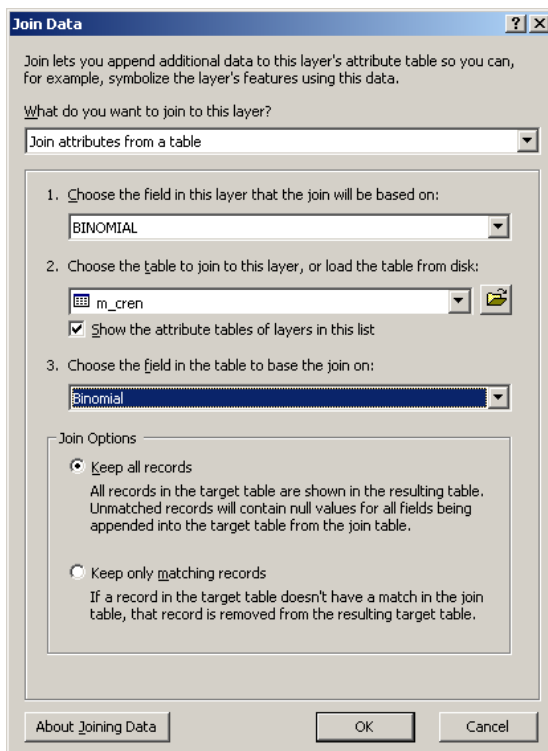 Join Data
Join lets you append additional data to this layer's attribute table so you can,
for example, symbolize the layer's features using this data.
What do you want to join to this layer?
Join attributes from a table
1. Choose the field in this layer that the join will be based on:
BINOMIAL
2. Choose the table to join to this layer, or load the table from disk:
m_cren
Show the attribute tables of layers in this list
3. Choose the field in the table to base the join on:
Binomial
Join Options
Keep all records
All records in the target table are shown in the resulting table.
Unmatched records will contain null values for all fields being
appended into the target table from the join table.
Keep only matching records
If a record in the target table doesn't have a match in the join
table, that record is removed from the resulting target table.
About Joining Data
OK
Cancel